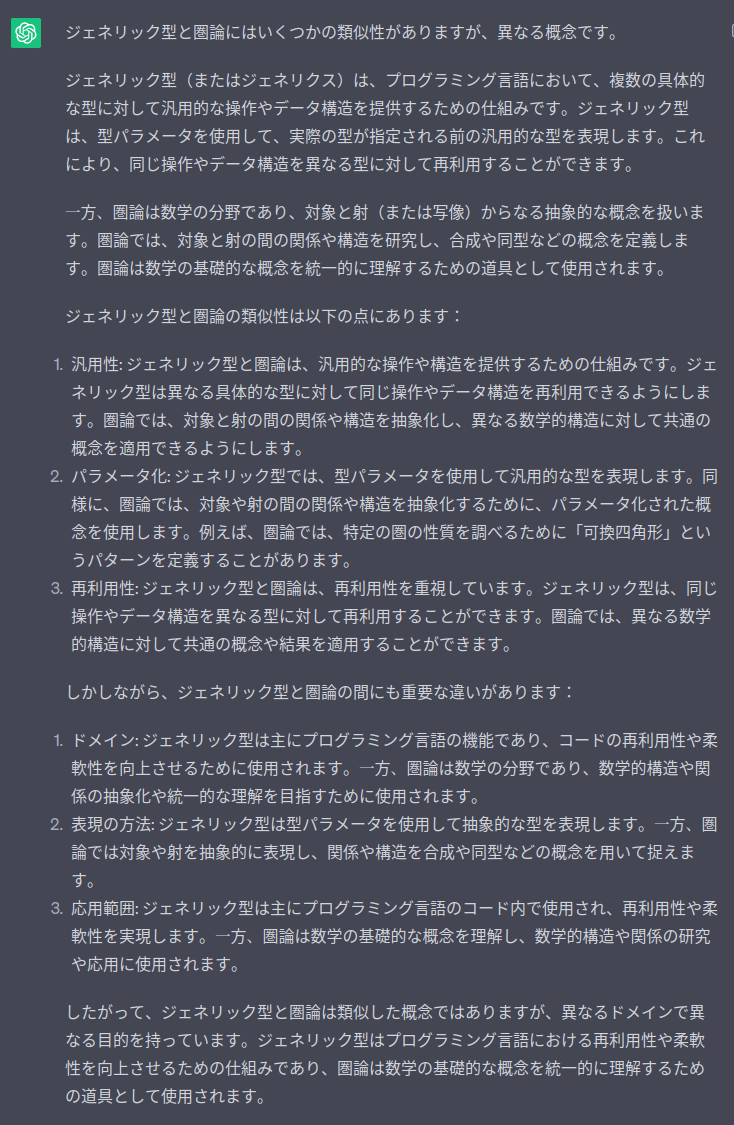 ジェネリック型と圏論にはいくつかの類似性がありますが、異なる概念です。
ジェネリック型（またはジェネリクス）は、プログラミング言語において、複数の具体的
な型に対して汎用的な操作やデータ構造を提供するための仕組みです。ジェネリック型
は、型パラメータを使用して、実際の型が指定される前の汎用的な型を表現します。これ
により、同じ操作やデータ構造を異なる型に対して再利用することができます。
一方、圏論は数学の分野であり、対象と射（または写像）からなる抽象的な概念を扱いま
す。圏論では、対象と射の間の関係や構造を研究し、合成や同型などの概念を定義しま
す。圏論は数学の基礎的な概念を統一的に理解するための道具として使用されます。
ジェネリック型と圏論の類似性は以下の点にあります：
1. 汎用性: ジェネリック型と圏論は、汎用的な操作や構造を提供するための仕組みです。ジェ
ネリック型は異なる具体的な型に対して同じ操作やデータ構造を再利用できるようにしま
す。圏論では、対象と射の間の関係や構造を抽象化し、異なる数学的構造に対して共通の
概念を適用できるようにします。
2. パラメータ化: ジェネリック型では、型パラメータを使用して汎用的な型を表現します。同
様に、圏論では、対象や射の間の関係や構造を抽象化するために、パラメータ化された概
念を使用します。例えば、圏論では、特定の圏の性質を調べるために「可換四角形」とい
うパターンを定義することがあります。
3. 再利用性: ジェネリック型と圏論は、再利用性を重視しています。ジェネリック型は、同じ
操作やデータ構造を異なる型に対して再利用することができます。圏論では、異なる数学
的構造に対して共通の概念や結果を適用することができます。
しかしながら、ジェネリック型と圏論の間にも重要な違いがあります：
1. ドメイン: ジェネリック型は主にプログラミング言語の機能であり、コードの再利用性や柔
軟性を向上させるために使用されます。一方、圏論は数学の分野であり、数学的構造や関
係の抽象化や統一的な理解を目指すために使用されます。
2. 表現の方法: ジェネリック型は型パラメータを使用して抽象的な型を表現します。一方、圏
論では対象や射を抽象的に表現し、関係や構造を合成や同型などの概念を用いて捉えま
す。
3. 応用範囲: ジェネリック型は主にプログラミング言語のコード内で使用され、再利用性や柔
軟性を実現します。一方、圏論は数学の基礎的な概念を理解し、数学的構造や関係の研究
や応用に使用されます。
したがって、ジェネリック型と圏論は類似した概念ではありますが、異なるドメインで異
なる目的を持っています。ジェネリック型はプログラミング言語における再利用性や柔軟
性を向上させるための仕組みであり、圏論は数学の基礎的な概念を統一的に理解するため
の道具として使用されます。